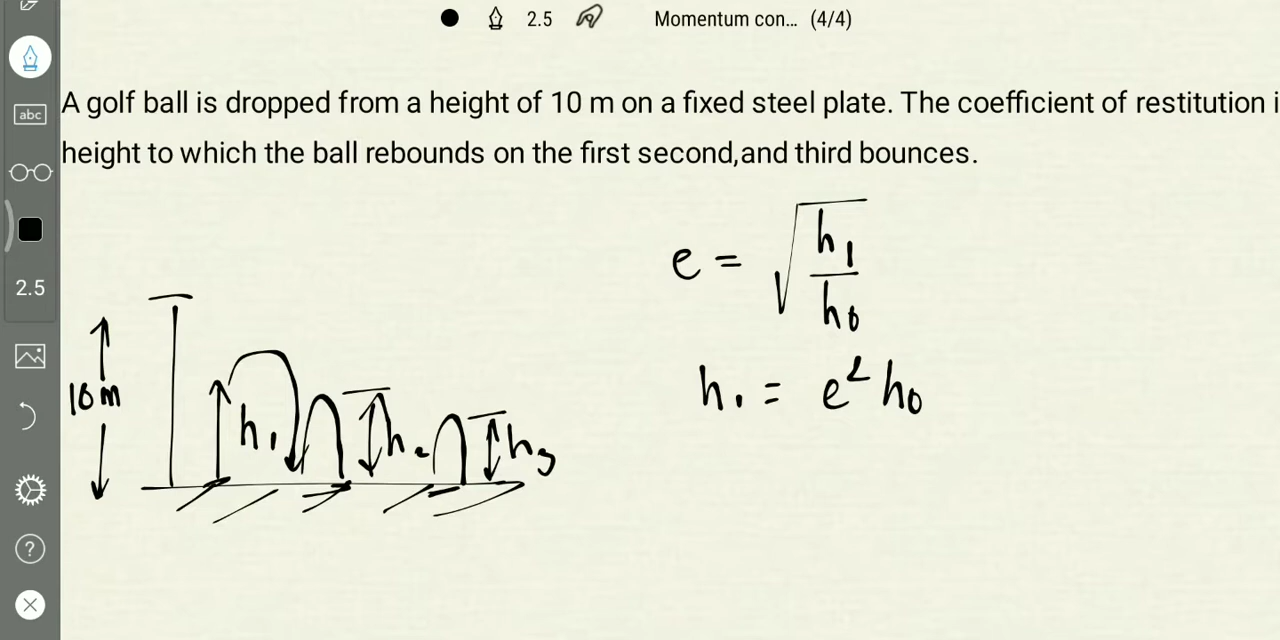 2.5 Momentum con... (4/4)
abc
A golf ball is dropped from a height of 10 m on a fixed steel plate. The coefficient of restitution i
height to which the ball rebounds on the first second,and third bounces.
2.5
e = √ h1
h0
10m
h1
h2
h3
h1 = e² h0
?